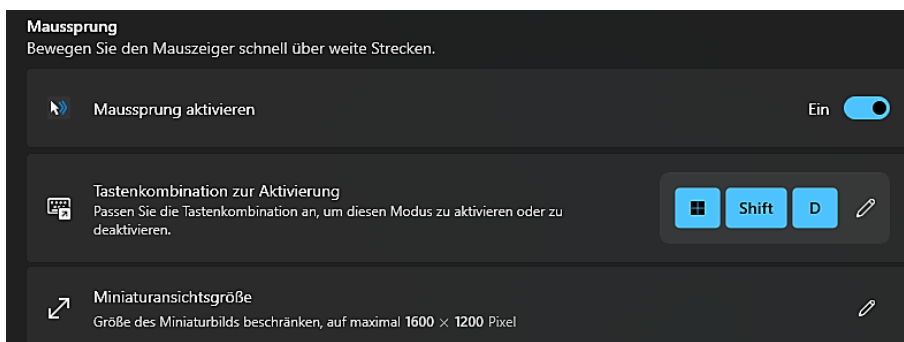 Maussprung
Bewegen Sie den Mauszeiger schnell über weite Strecken.
Maussprung aktivieren
Ein
Tastenkombination zur Aktivierung
Passen Sie die Tastenkombination an, um diesen Modus zu aktivieren oder zu
deaktivieren.
Shift D
Miniaturansichtsgröße
Größe des Miniaturbilds beschränken, auf maximal 1600 × 1200 Pixel